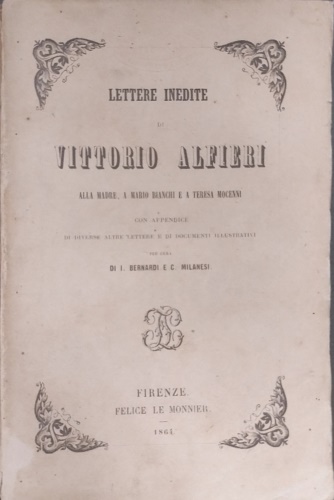 LETTERE INEDITE
DI
VITTORIO ALFIERI
ALLA MADRE, A MARIO BIANCHI E A TERESA MOCENNI
CON APPENDICE
DI DIVERSE ALTRE LETTERE E DI DOCUMENTI ILLUSTRATIVI
PER CURA
DI I. BERNARDI E C. MILANESI.
FIRENZE.
FELICE LE MONNIER.
1864.